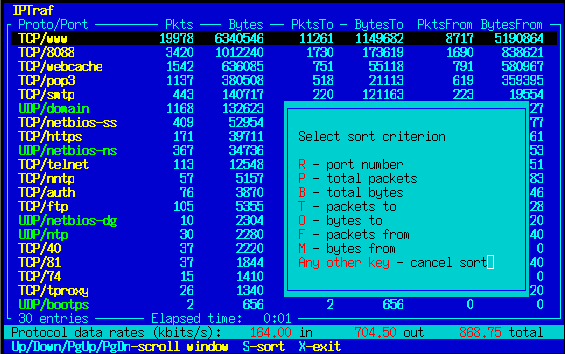 IPTraf
Proto/Port Pkts Bytes PktsTo BytesTo PktsFrom BytesFrom
TCP/www 19978 6340546 11261 1149682 8717 5190864
TCP/8088 3420 1012240 1730 173619 1690 838621
TCP/webcache 1542 636085 751 55118 791 580967
TCP/pop3 1137 380508 518 21113 619 359395
TCP/smtp 443 140717 220 121163 223 19554
UDP/domain 1168 132623 27
TCP/netbios-ss 409 52954 77
TCP/https 171 39711 61
UDP/netbios-ns 367 34736 53
TCP/telnet 113 12548 51
TCP/nntp 57 5157 83
TCP/auth 76 3870 46
TCP/ftp 105 5355 28
UDP/netbios-dg 10 2304 20
UDP/ntp 30 2280 40
TCP/40 37 2220 0
TCP/81 37 1844 40
TCP/74 15 1410 0
TCP/tproxy 26 1340 40
UDP/bootps 2 656 2 656 0 0
Select sort criterion
R - port number
P - total packets
B - total bytes
T - packets to
O - bytes to
F - packets from
M - bytes from
Any other key - cancel sort
30 entries Elapsed time: 0:01
Protocol data rates (kbits/s): 164.00 in 704.50 out 868.75 total
Up/Down/PgUp/PgDn-scroll window S-sort X-exit